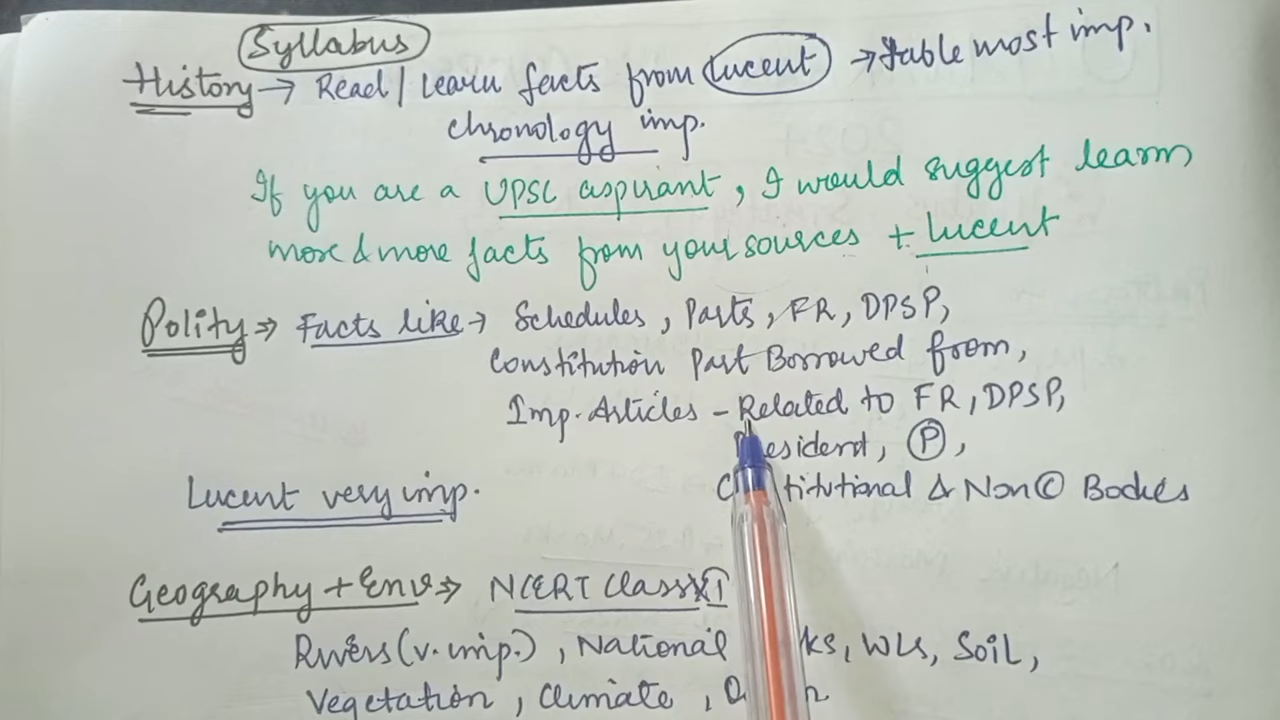 Syllabus
History → Read/Learn facts from Lucent → table most imp.
chronology imp.
If you are a UPSC aspirant, I would suggest learn
more & more facts from your sources + Lucent
Polity ⇒ Facts like → Schedules, Parts, FR, DPSP,
Constitution Part Borrowed from,
Imp. Articles - Related to FR, DPSP,
esident, Ⓟ,
Lucent very imp.
C titutional & Non Ⓒ Bodies
Geography + Env ⇒ NCERT Class XI
Rivers (v. imp.), National ks, WLS, Soil,
Vegetation, Climate,